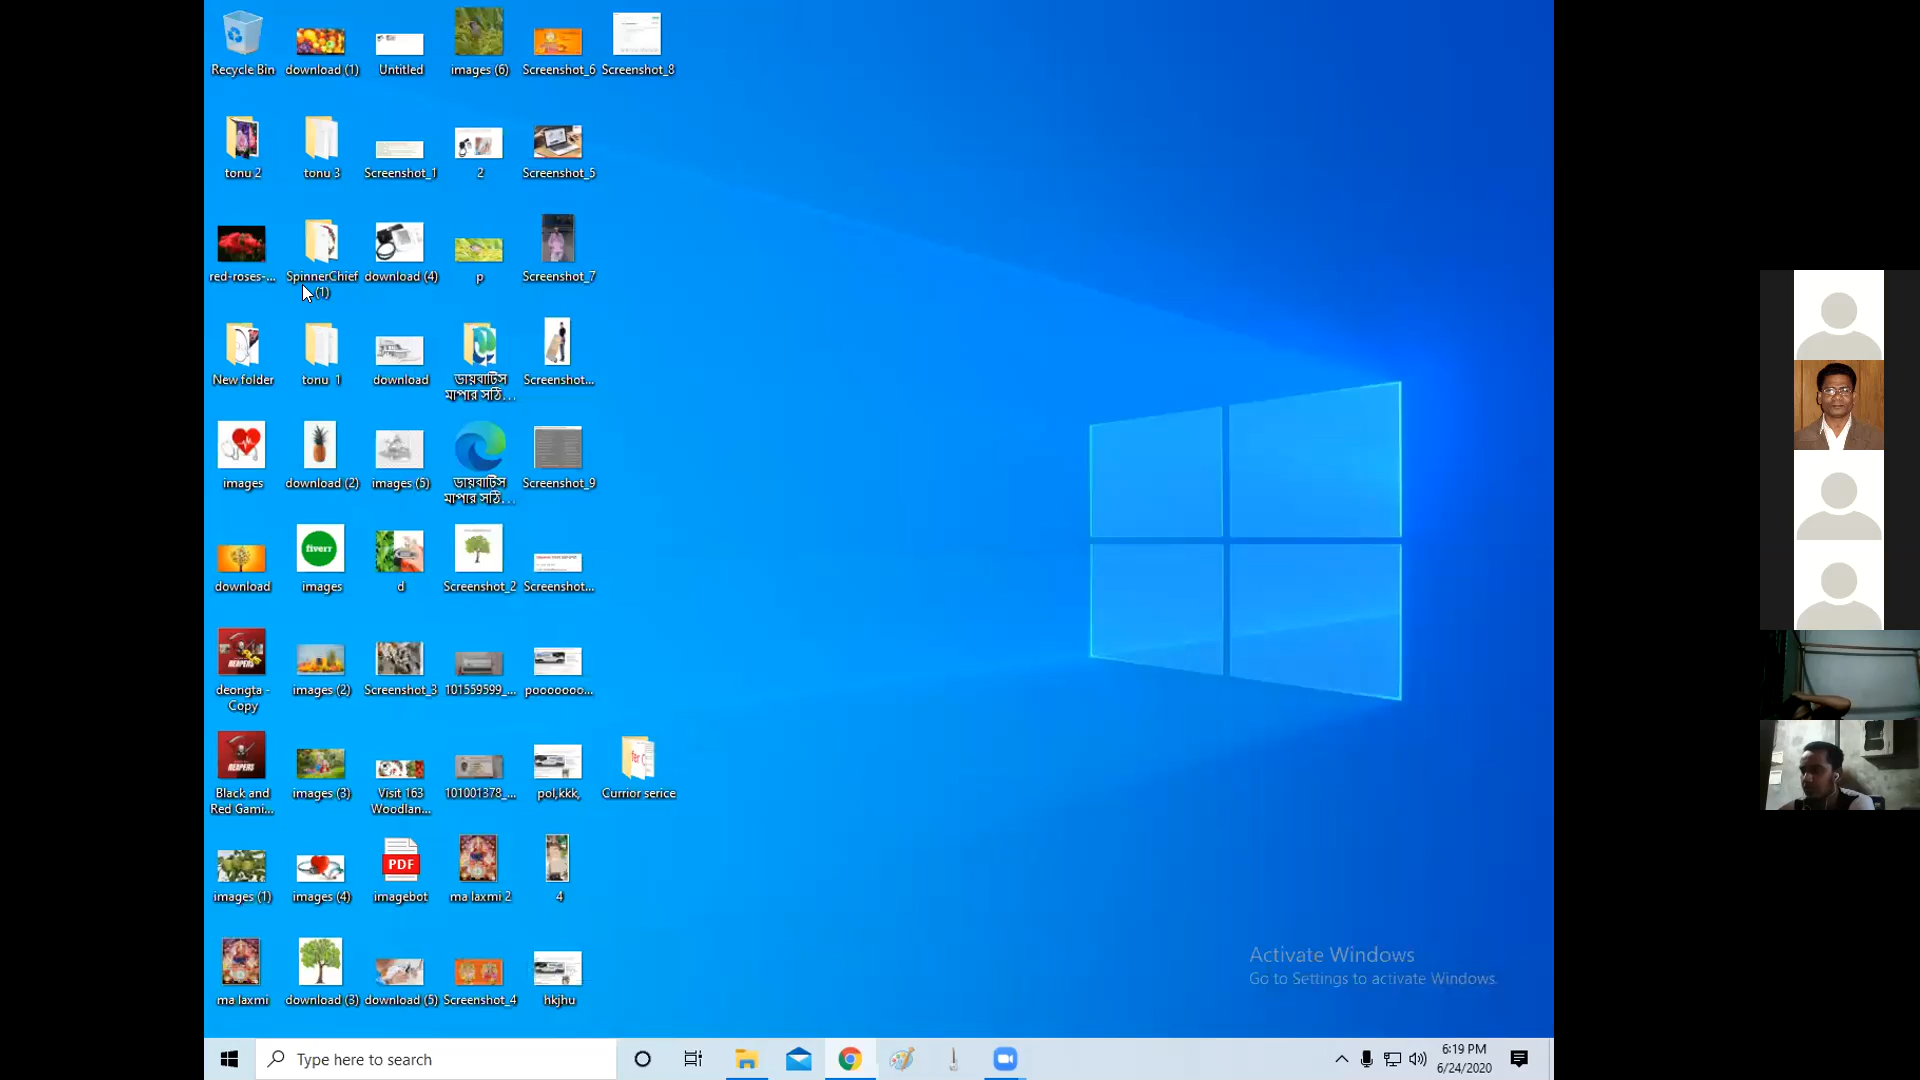 Recycle Bin
download (1)
Untitled
images (6)
Screenshot_6
Screenshot_8
tonu 2
tonu 3
Screenshot_1
2
Screenshot_5
red-roses-...
SpinnerChief
(1)
download (4)
p
Screenshot_7
New folder
tonu 1
download
ডায়বাটিস
মাপার সঠি...
Screenshot...
images
download (2)
images (5)
ডায়বাটিস
মাপার সঠি...
Screenshot_9
fiverr
download
images
d
Screenshot_2
Screenshot...
REAPERS
deongta -
Copy
images (2)
Screenshot_3
101559599_...
pooooooo...
REAPERS
Black and
Red Gami...
images (3)
Visit 163
Woodlan...
101001378_...
pol,kkk,
Currior serice
images (1)
images (4)
PDF
imagebot
ma laxmi 2
4
ma laxmi
download (3)
download (5)
Screenshot_4
hkjhu
Activate Windows
Go to Settings to activate Windows.
Type here to search
6:19 PM
6/24/2020